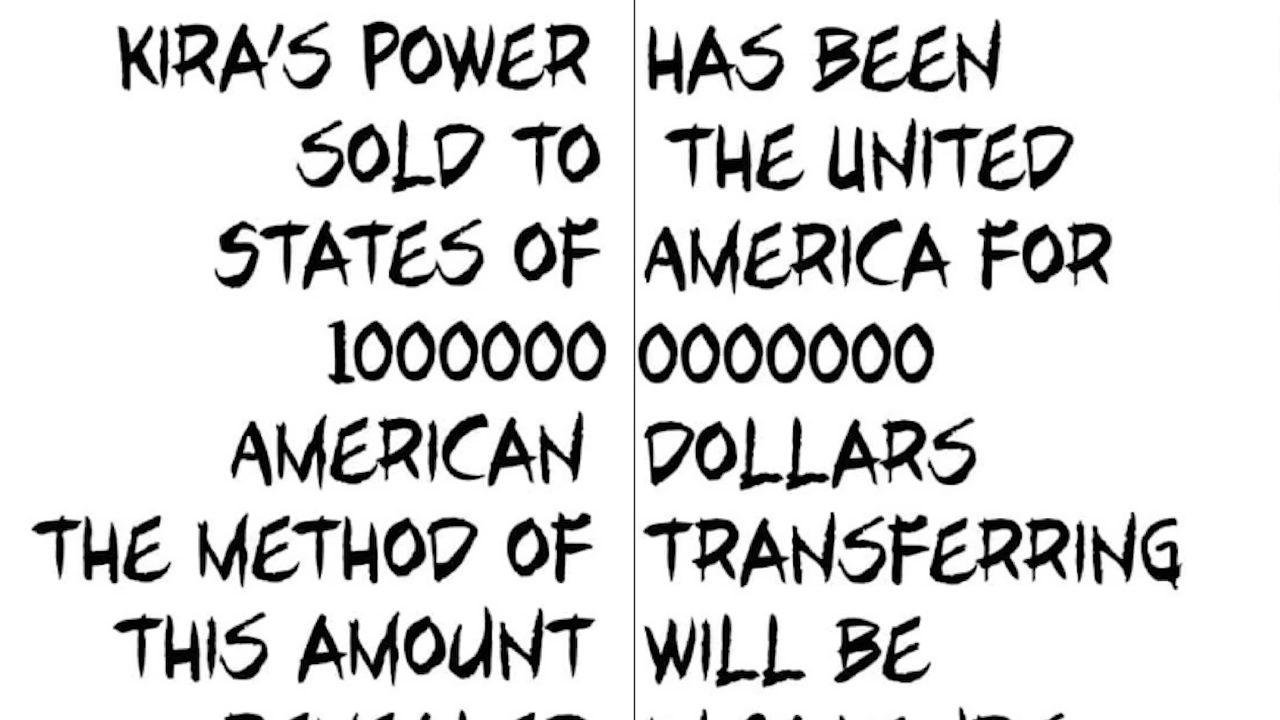 KIRA'S POWER HAS BEEN
SOLD TO THE UNITED
STATES OF AMERICA FOR
1000000 0000000
AMERICAN DOLLARS
THE METHOD OF TRANSFERRING
THIS AMOUNT WILL BE